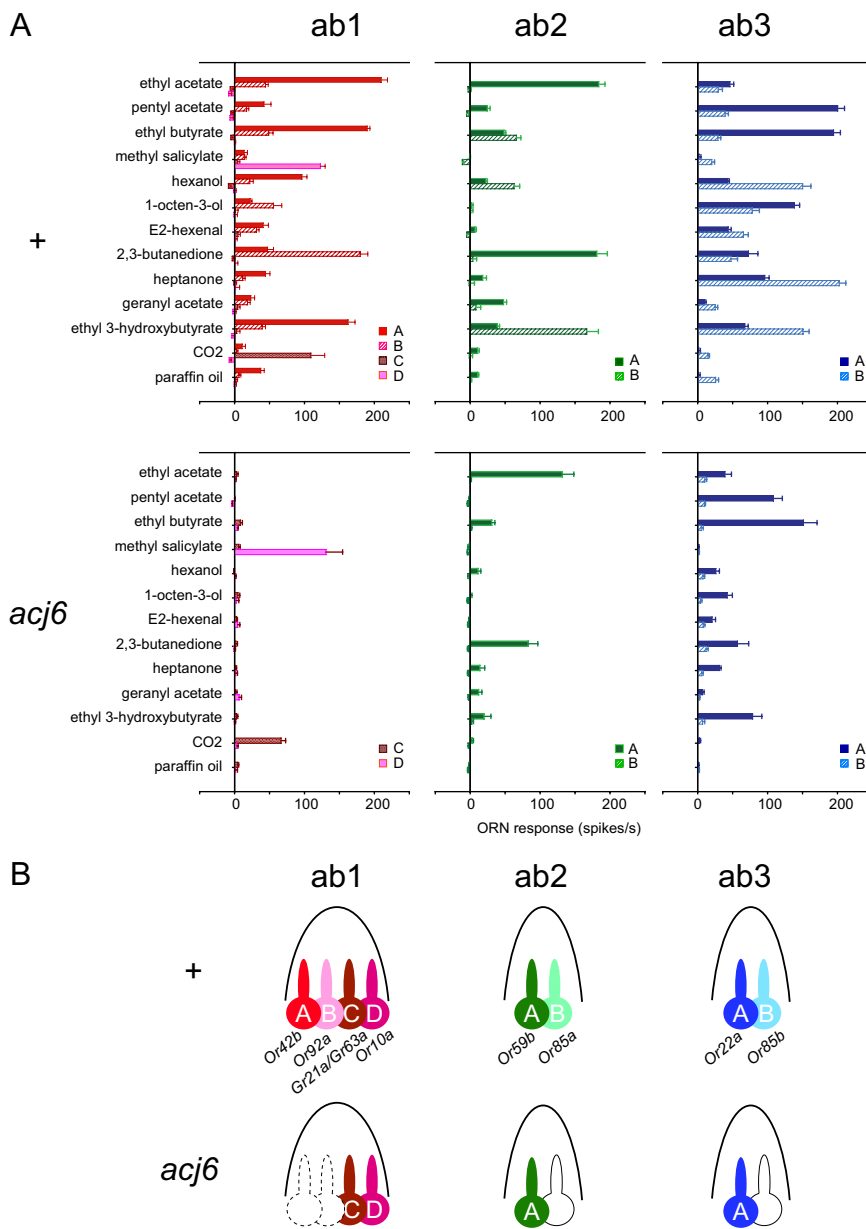 A
ab1 ab2 ab3
+
ethyl acetate
pentyl acetate
ethyl butyrate
methyl salicylate
hexanol
1-octen-3-ol
E2-hexenal
2,3-butanedione
heptanone
geranyl acetate
ethyl 3-hydroxybutyrate
CO2
paraffin oil
A
B
C
D
A
B
A
B
0 100 200
0 100 200
0 100 200
acj6
ethyl acetate
pentyl acetate
ethyl butyrate
methyl salicylate
hexanol
1-octen-3-ol
E2-hexenal
2,3-butanedione
heptanone
geranyl acetate
ethyl 3-hydroxybutyrate
CO2
paraffin oil
C
D
A
B
A
B
0 100 200
0 100 200
0 100 200
ORN response (spikes/s)
B
ab1 ab2 ab3
+
A B C D
Or42b
Or92a
Gr21a/Gr63a
Or10a
A B
Or59b
Or85a
A B
Or22a
Or85b
acj6
C D
A
A